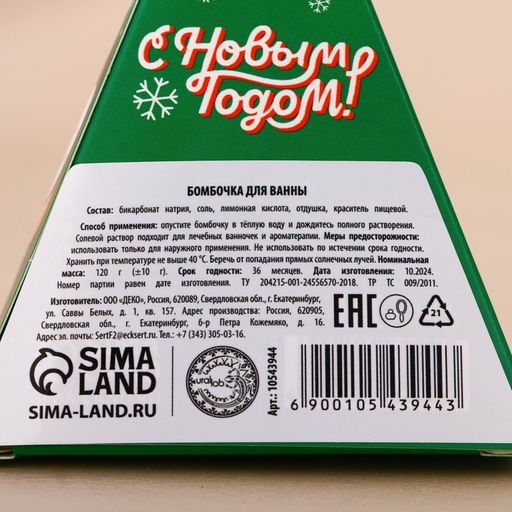 С Новым
Годом!
БОМБОЧКА ДЛЯ ВАННЫ
Состав: бикарбонат натрия, соль, лимонная кислота, отдушка, краситель пищевой.
Способ применения: опустите бомбочку в тёплую воду и дождитесь полного растворения.
Солевой раствор подходит для лечебных ванночек и ароматерапии. Меры предосторожности:
использовать только для наружного применения. Не использовать по истечении срока годности.
Хранить при температуре не выше 40 °С. Беречь от попадания прямых солнечных лучей. Номинальная
масса: 120 г (±10 г). Срок годности: 36 месяцев. Дата изготовления: 10.2024.
Номер партии равен дате изготовления. ТУ 204215-001-24556570-2018. ТР ТС 009/2011.
Изготовитель: ООО «ДЕКО», Россия, 620089, Свердловская обл., г. Екатеринбург,
ул. Саввы Белых, д. 1, кв. 157. Адрес производства: Россия, 620905,
Свердловская обл., г. Екатеринбург, б-р Петра Кожемяко, д. 16.
Адрес эл. почты: SertF2@ecksert.ru. Тел.: +7 (343) 305-03-16.
EAC
21
SIMA
LAND
SIMA-LAND.RU
ural lab
Арт.: 10543944
6 900105 439443